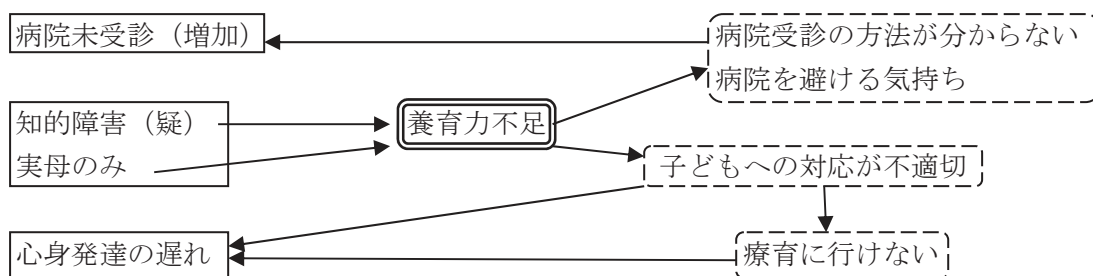 病院未受診（増加）
病院受診の方法が分からない
病院を避ける気持ち
知的障害（疑）
実母のみ
養育力不足
子どもへの対応が不適切
心身発達の遅れ
療育に行けない